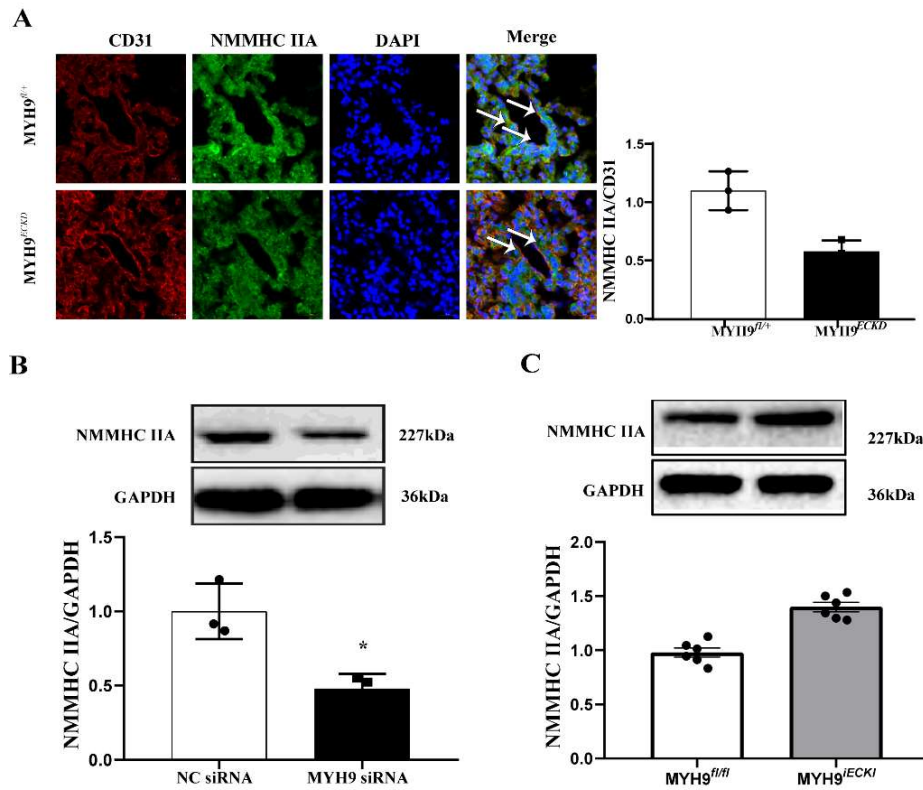 A
CD31 NMMHC IIA DAPI Merge
MYH9fl/+
MYH9ECKD
NMMHC IIA/CD31
1.5
1.0
0.5
0.0
MYH9fl/+ MYH9ECKD
B
NMMHC IIA 227kDa
GAPDH 36kDa
NMMHC IIA/GAPDH
1.5
1.0
0.5
0.0
*
NC siRNA MYH9 siRNA
C
NMMHC IIA 227kDa
GAPDH 36kDa
NMMHC IIA/GAPDH
2.0
1.5
1.0
0.5
0.0
MYH9fl/fl MYH9iECKI